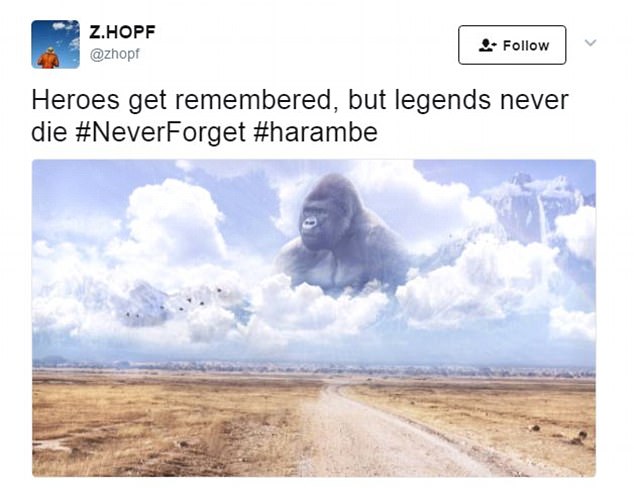 Z.HOPF
@zhopf
Follow
Heroes get remembered, but legends never
die #NeverForget #harambe